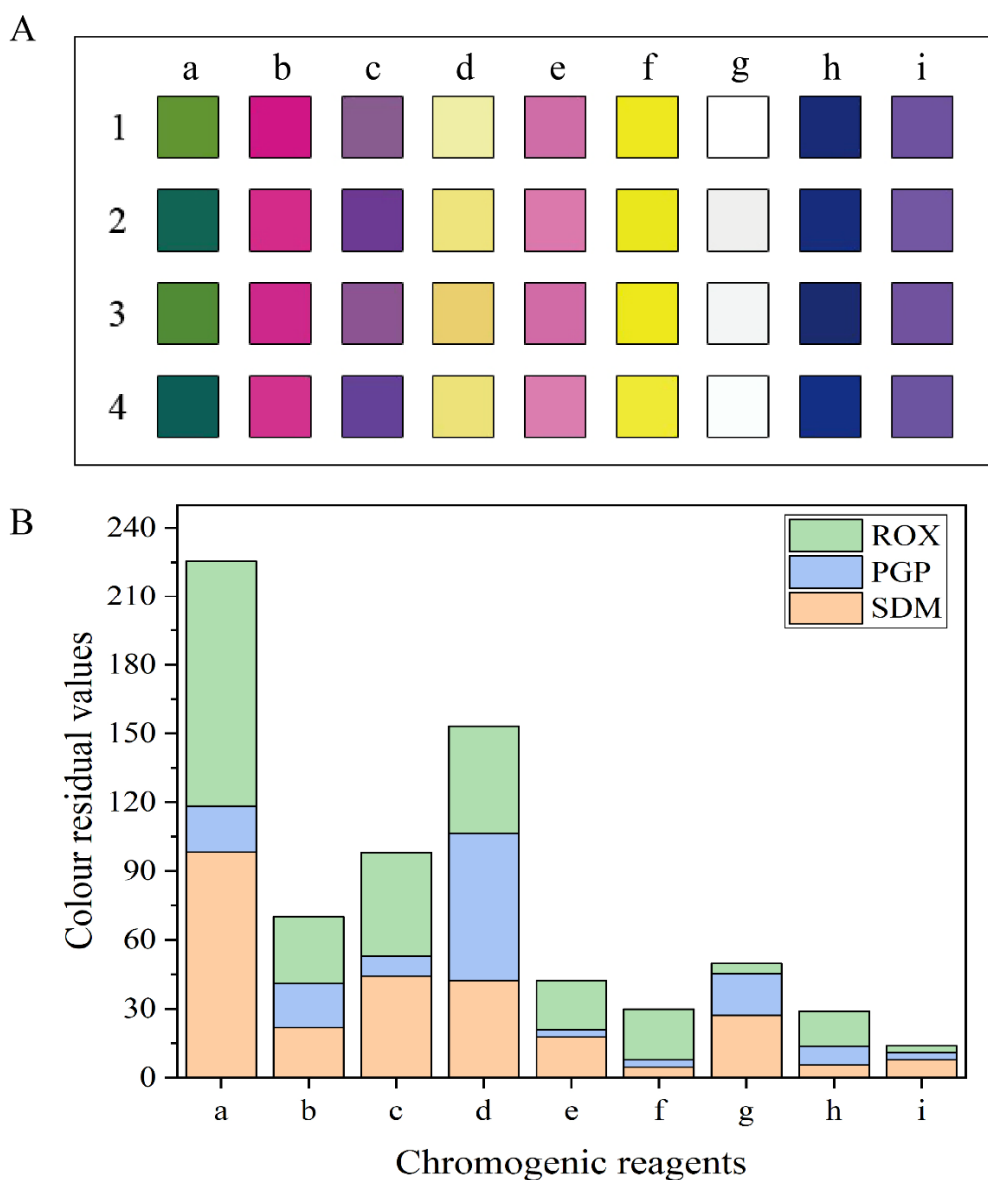 A
a b c d e f g h i
1
2
3
4
B
240
210
180
150
120
90
60
30
0
Colour residual values
ROX
PGP
SDM
a b c d e f g h i
Chromogenic reagents